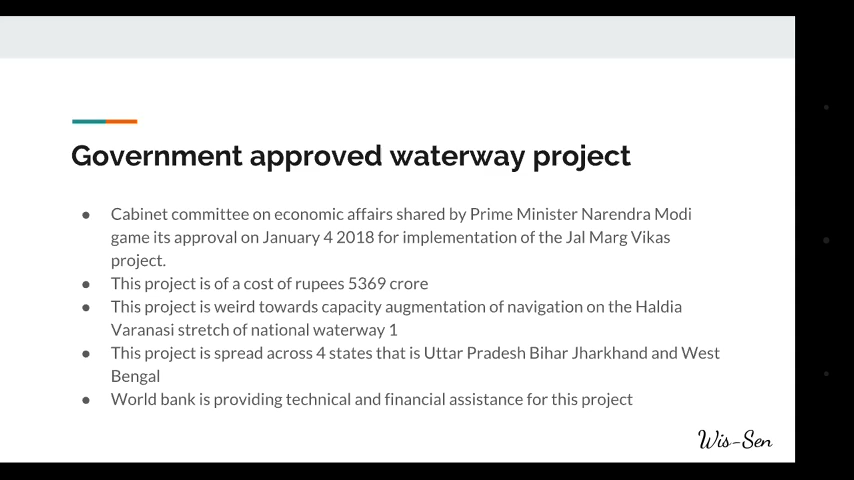 Government approved waterway project
● Cabinet committee on economic affairs shared by Prime Minister Narendra Modi
game its approval on January 4 2018 for implementation of the Jal Marg Vikas
project.
● This project is of a cost of rupees 5369 crore
● This project is weird towards capacity augmentation of navigation on the Haldia
Varanasi stretch of national waterway 1
● This project is spread across 4 states that is Uttar Pradesh Bihar Jharkhand and West
Bengal
● World bank is providing technical and financial assistance for this project
Wis-Sen